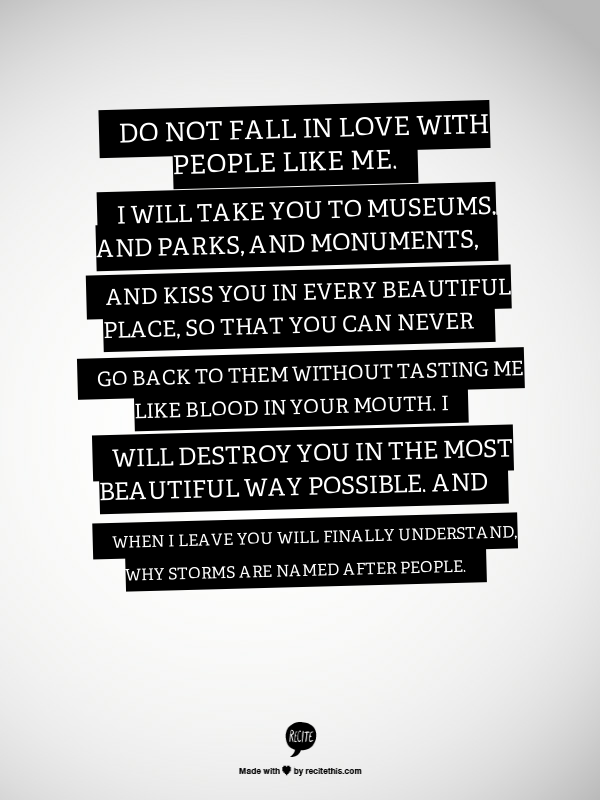 DO NOT FALL IN LOVE WITH
PEOPLE LIKE ME.
I WILL TAKE YOU TO MUSEUMS,
AND PARKS, AND MONUMENTS,
AND KISS YOU IN EVERY BEAUTIFUL
PLACE, SO THAT YOU CAN NEVER
GO BACK TO THEM WITHOUT TASTING ME
LIKE BLOOD IN YOUR MOUTH. I
WILL DESTROY YOU IN THE MOST
BEAUTIFUL WAY POSSIBLE. AND
WHEN I LEAVE YOU WILL FINALLY UNDERSTAND,
WHY STORMS ARE NAMED AFTER PEOPLE.
RECITE
Made with ♥ by recitethis.com